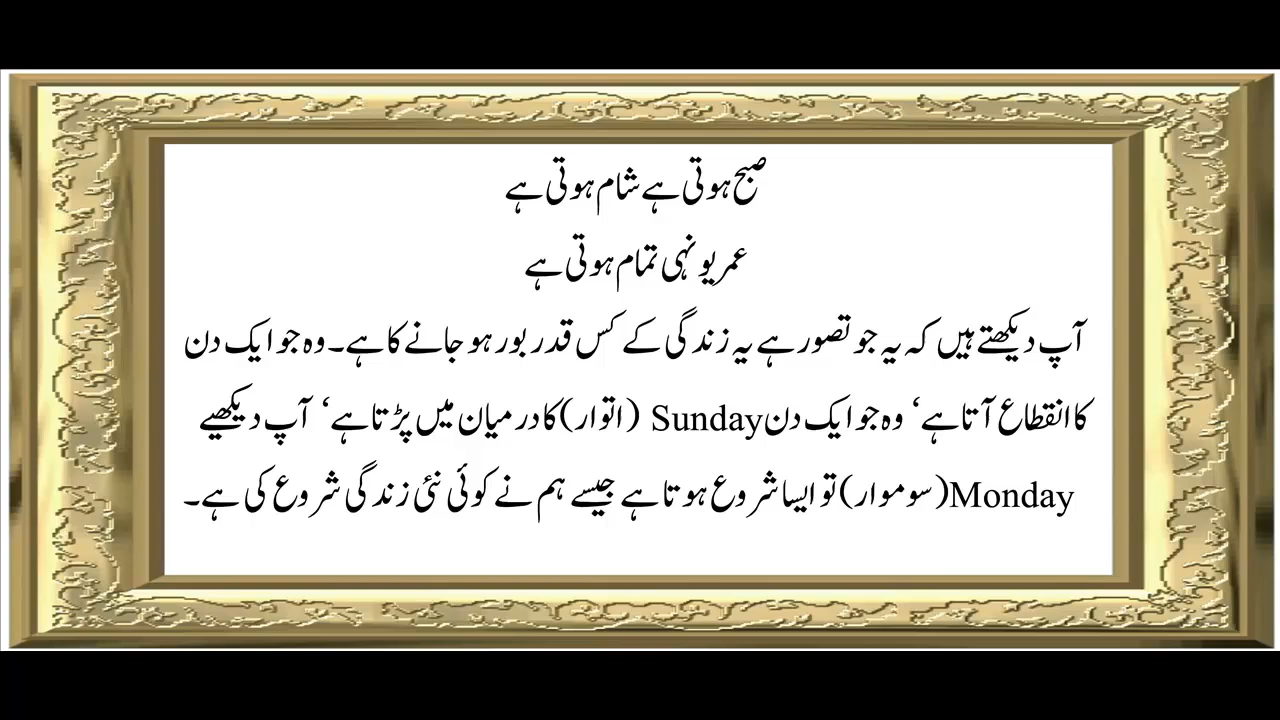 صبح ہوتی ہے شام ہوتی ہے
عمر یونہی تمام ہوتی ہے
آپ دیکھتے ہیں کہ یہ جو تصور ہے یہ زندگی کے کس قدر بور ہو جانے کا ہے۔ وہ جو ایک دن
کا انقطاع آتا ہے‘ وہ جو ایک دن Sunday (اتوار) کا درمیان میں پڑتا ہے‘ آپ دیکھیے
Monday (سوموار) تو ایسا شروع ہوتا ہے جیسے ہم نے کوئی نئی زندگی شروع کی ہے۔